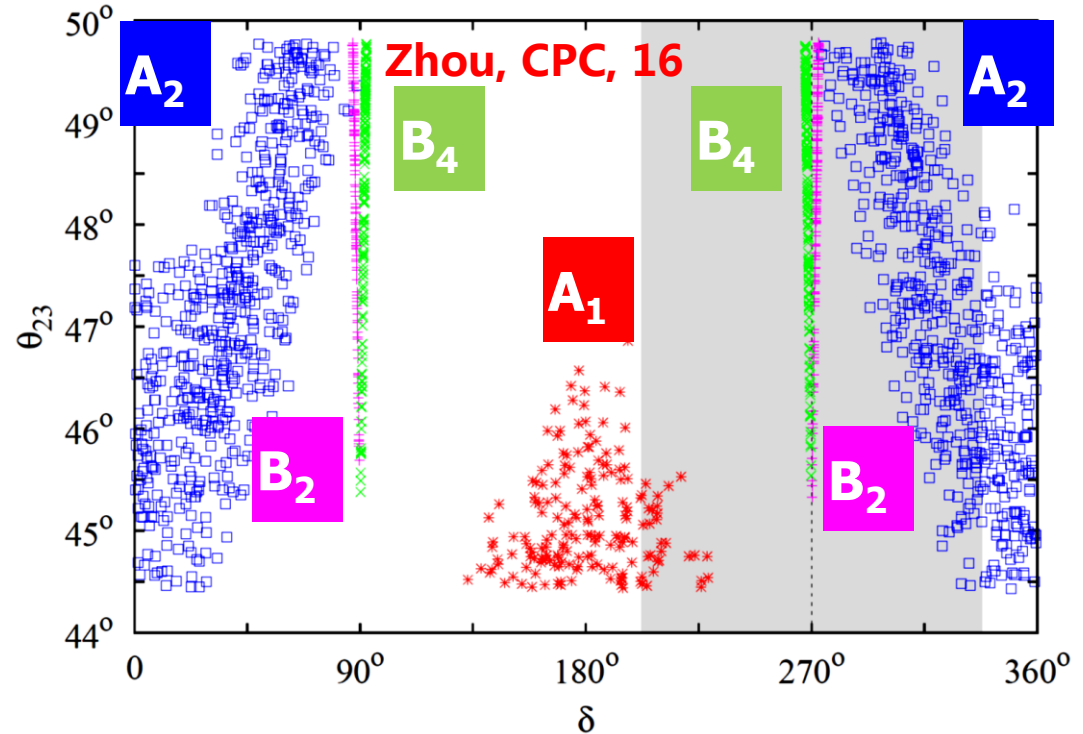 50°
49°
48°
47°
46°
45°
44°
θ23
A2
Zhou, CPC, 16
B4
B4
A2
A1
B2
B2
0
90°
180°
270°
360°
δ